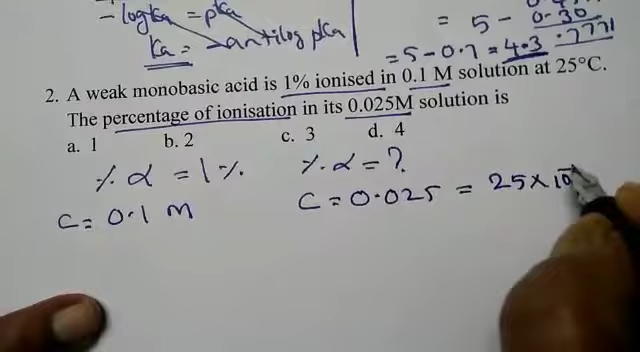 - logKa = pKa
Ka = - antilog pKa
= 5 - 0.30
.7771
= 5 - 0.7 = 4.3
2. A weak monobasic acid is 1% ionised in 0.1 M solution at 25°C.
The percentage of ionisation in its 0.025M solution is
a. 1 b. 2 c. 3 d. 4
% α = 1 % % α = ?
C = 0.1 M C = 0.025 = 25 × 10